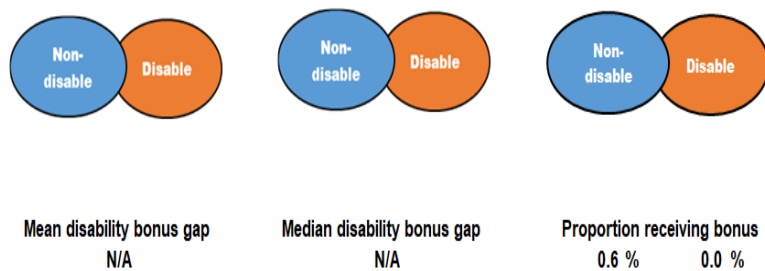 Non-
disable
Disable
Non-
disable
Disable
Non-
disable
Disable
Mean disability bonus gap
N/A
Median disability bonus gap
N/A
Proportion receiving bonus
0.6 % 0.0 %